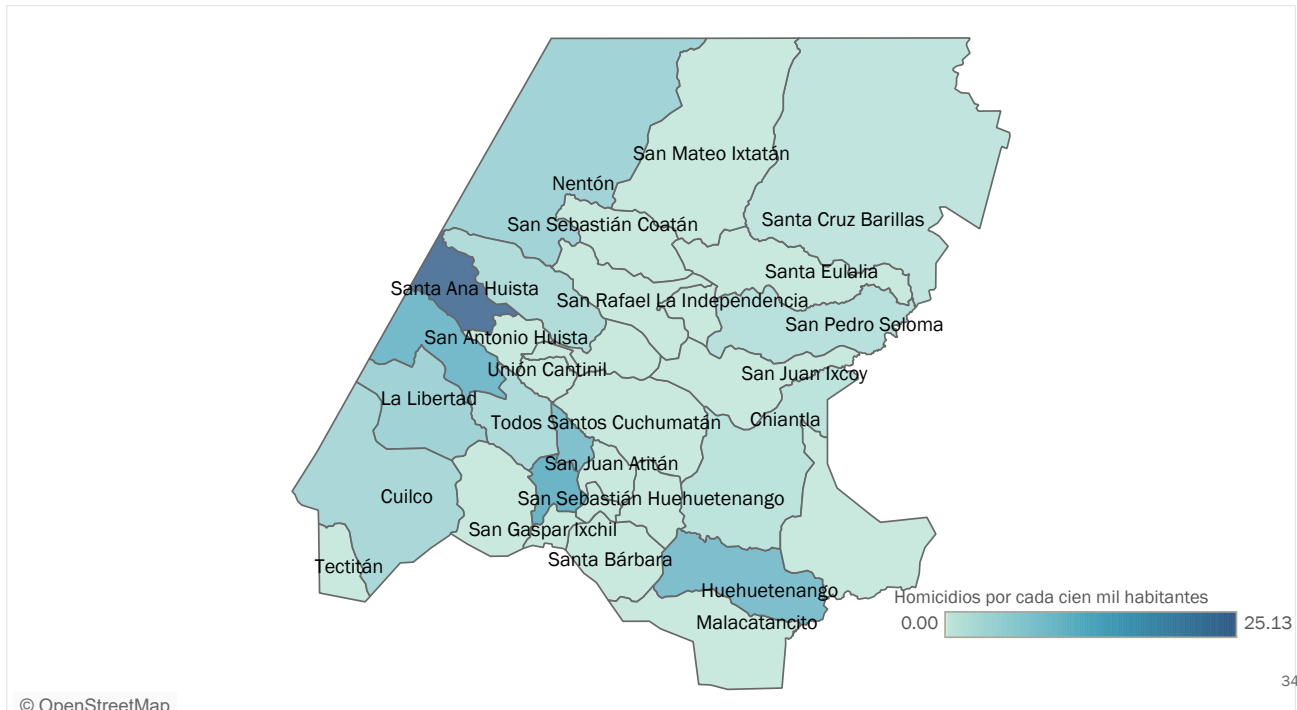 San Mateo Ixtatán
Nentón
San Sebastián Coatán
Santa Cruz Barillas
Santa Eulalia
Santa Ana Huista
San Rafael La Independencia
San Pedro Soloma
San Antonio Huista
Unión Cantinil
San Juan Ixcoy
La Libertad
Todos Santos Cuchumatán
Chiantla
San Juan Atitán
Cuilco
San Sebastián Huehuetenango
San Gaspar Ixchil
Santa Bárbara
Tectitán
Huehuetenango
Malacatancito
Homicidios por cada cien mil habitantes
0.00
25.13
34
© OpenStreetMap